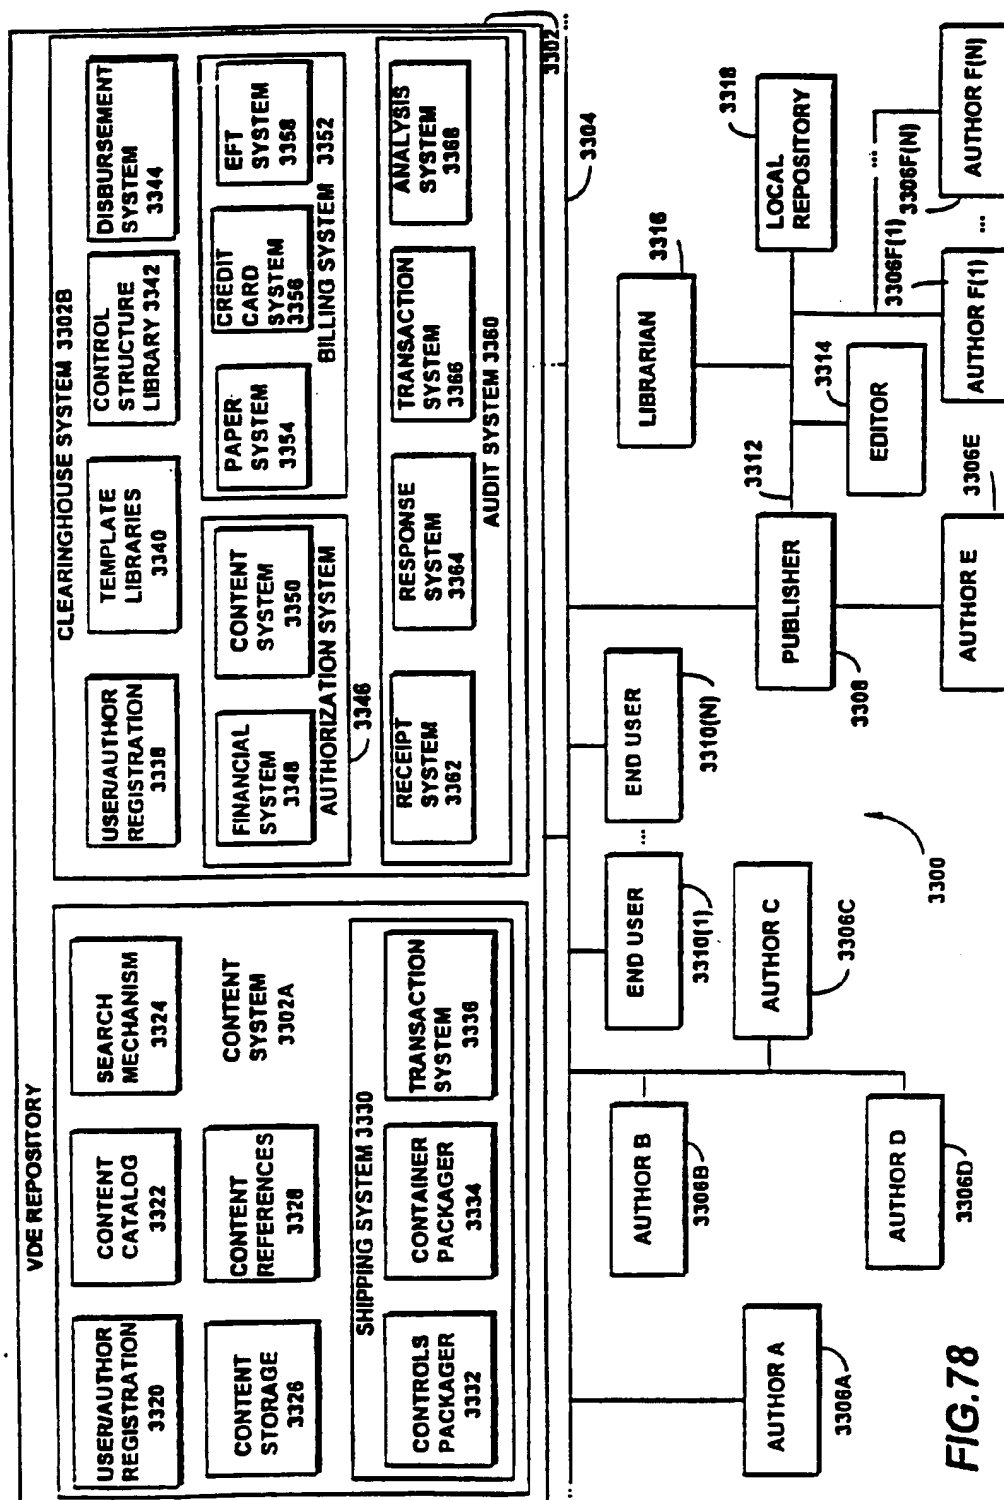 VDE REPOSITORY
USER/AUTHOR
REGISTRATION
3320
CONTENT
CATALOG
3322
SEARCH
MECHANISM
3324
CONTENT
STORAGE
3326
CONTENT
REFERENCES
3328
CONTENT
SYSTEM
3302A
SHIPPING SYSTEM 3330
CONTROLS
PACKAGER
3332
CONTAINER
PACKAGER
3334
TRANSACTION
SYSTEM
3336
CLEARINGHOUSE SYSTEM 3302B
USER/AUTHOR
REGISTRATION
3338
TEMPLATE
LIBRARIES
3340
CONTROL
STRUCTURE
LIBRARY 3342
DISBURSEMENT
SYSTEM
3344
FINANCIAL
SYSTEM
3348
CONTENT
SYSTEM
3350
AUTHORIZATION SYSTEM
3346
PAPER
SYSTEM
3354
CREDIT
CARD
SYSTEM
3356
EFT
SYSTEM
3358
BILLING SYSTEM 3352
RECEIPT
SYSTEM
3362
RESPONSE
SYSTEM
3364
TRANSACTION
SYSTEM
3366
ANALYSIS
SYSTEM
3368
AUDIT SYSTEM 3360
3302
3304
AUTHOR A
3306A
AUTHOR B
3306B
AUTHOR C
3306C
AUTHOR D
3306D
END USER
3310(1)
...
END USER
3310(N)
3300
PUBLISHER
3308
3312
AUTHOR E
3306E
EDITOR
3314
LIBRARIAN
3316
LOCAL
REPOSITORY
3318
AUTHOR F(1)
3306F(1)
...
AUTHOR F(N)
3306F(N)
FIG.78